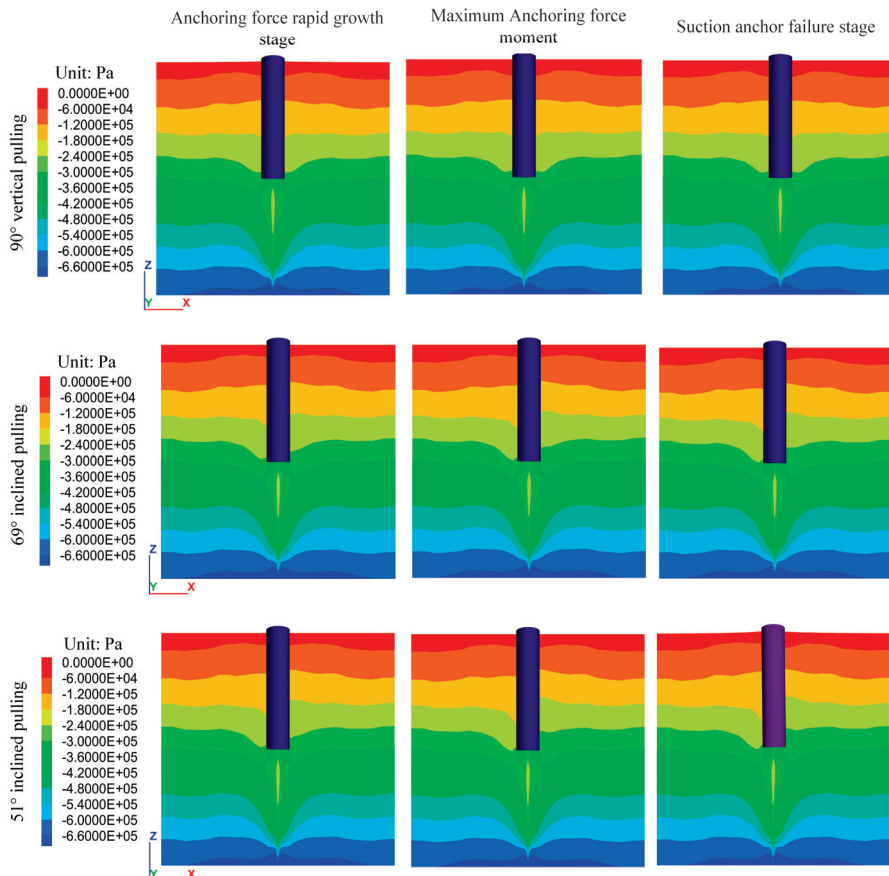 Anchoring force rapid growth
stage
Maximum Anchoring force
moment
Suction anchor failure stage
90° vertical pulling
Unit: Pa
0.0000E+00
-6.0000E+04
-1.2000E+05
-1.8000E+05
-2.4000E+05
-3.0000E+05
-3.6000E+05
-4.2000E+05
-4.8000E+05
-5.4000E+05
-6.0000E+05
-6.6000E+05
Z
Y X
69° inclined pulling
Unit: Pa
0.0000E+00
-6.0000E+04
-1.2000E+05
-1.8000E+05
-2.4000E+05
-3.0000E+05
-3.6000E+05
-4.2000E+05
-4.8000E+05
-5.4000E+05
-6.0000E+05
-6.6000E+05
Z
Y X
51° inclined pulling
Unit: Pa
0.0000E+00
-6.0000E+04
-1.2000E+05
-1.8000E+05
-2.4000E+05
-3.0000E+05
-3.6000E+05
-4.2000E+05
-4.8000E+05
-5.4000E+05
-6.0000E+05
-6.6000E+05
Z
Y X